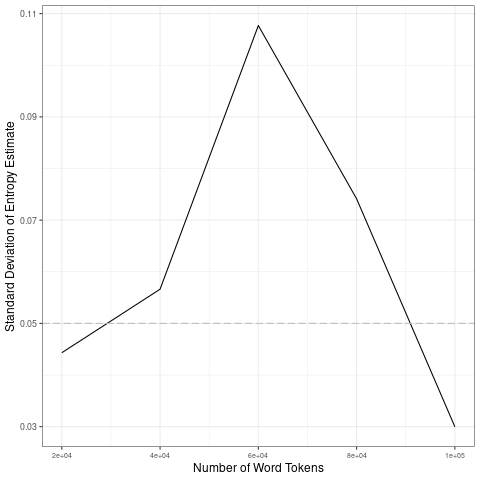 0.11
0.09
0.07
0.05
0.03
Standard Deviation of Entropy Estimate
2e+04 4e+04 6e+04 8e+04 1e+05
Number of Word Tokens